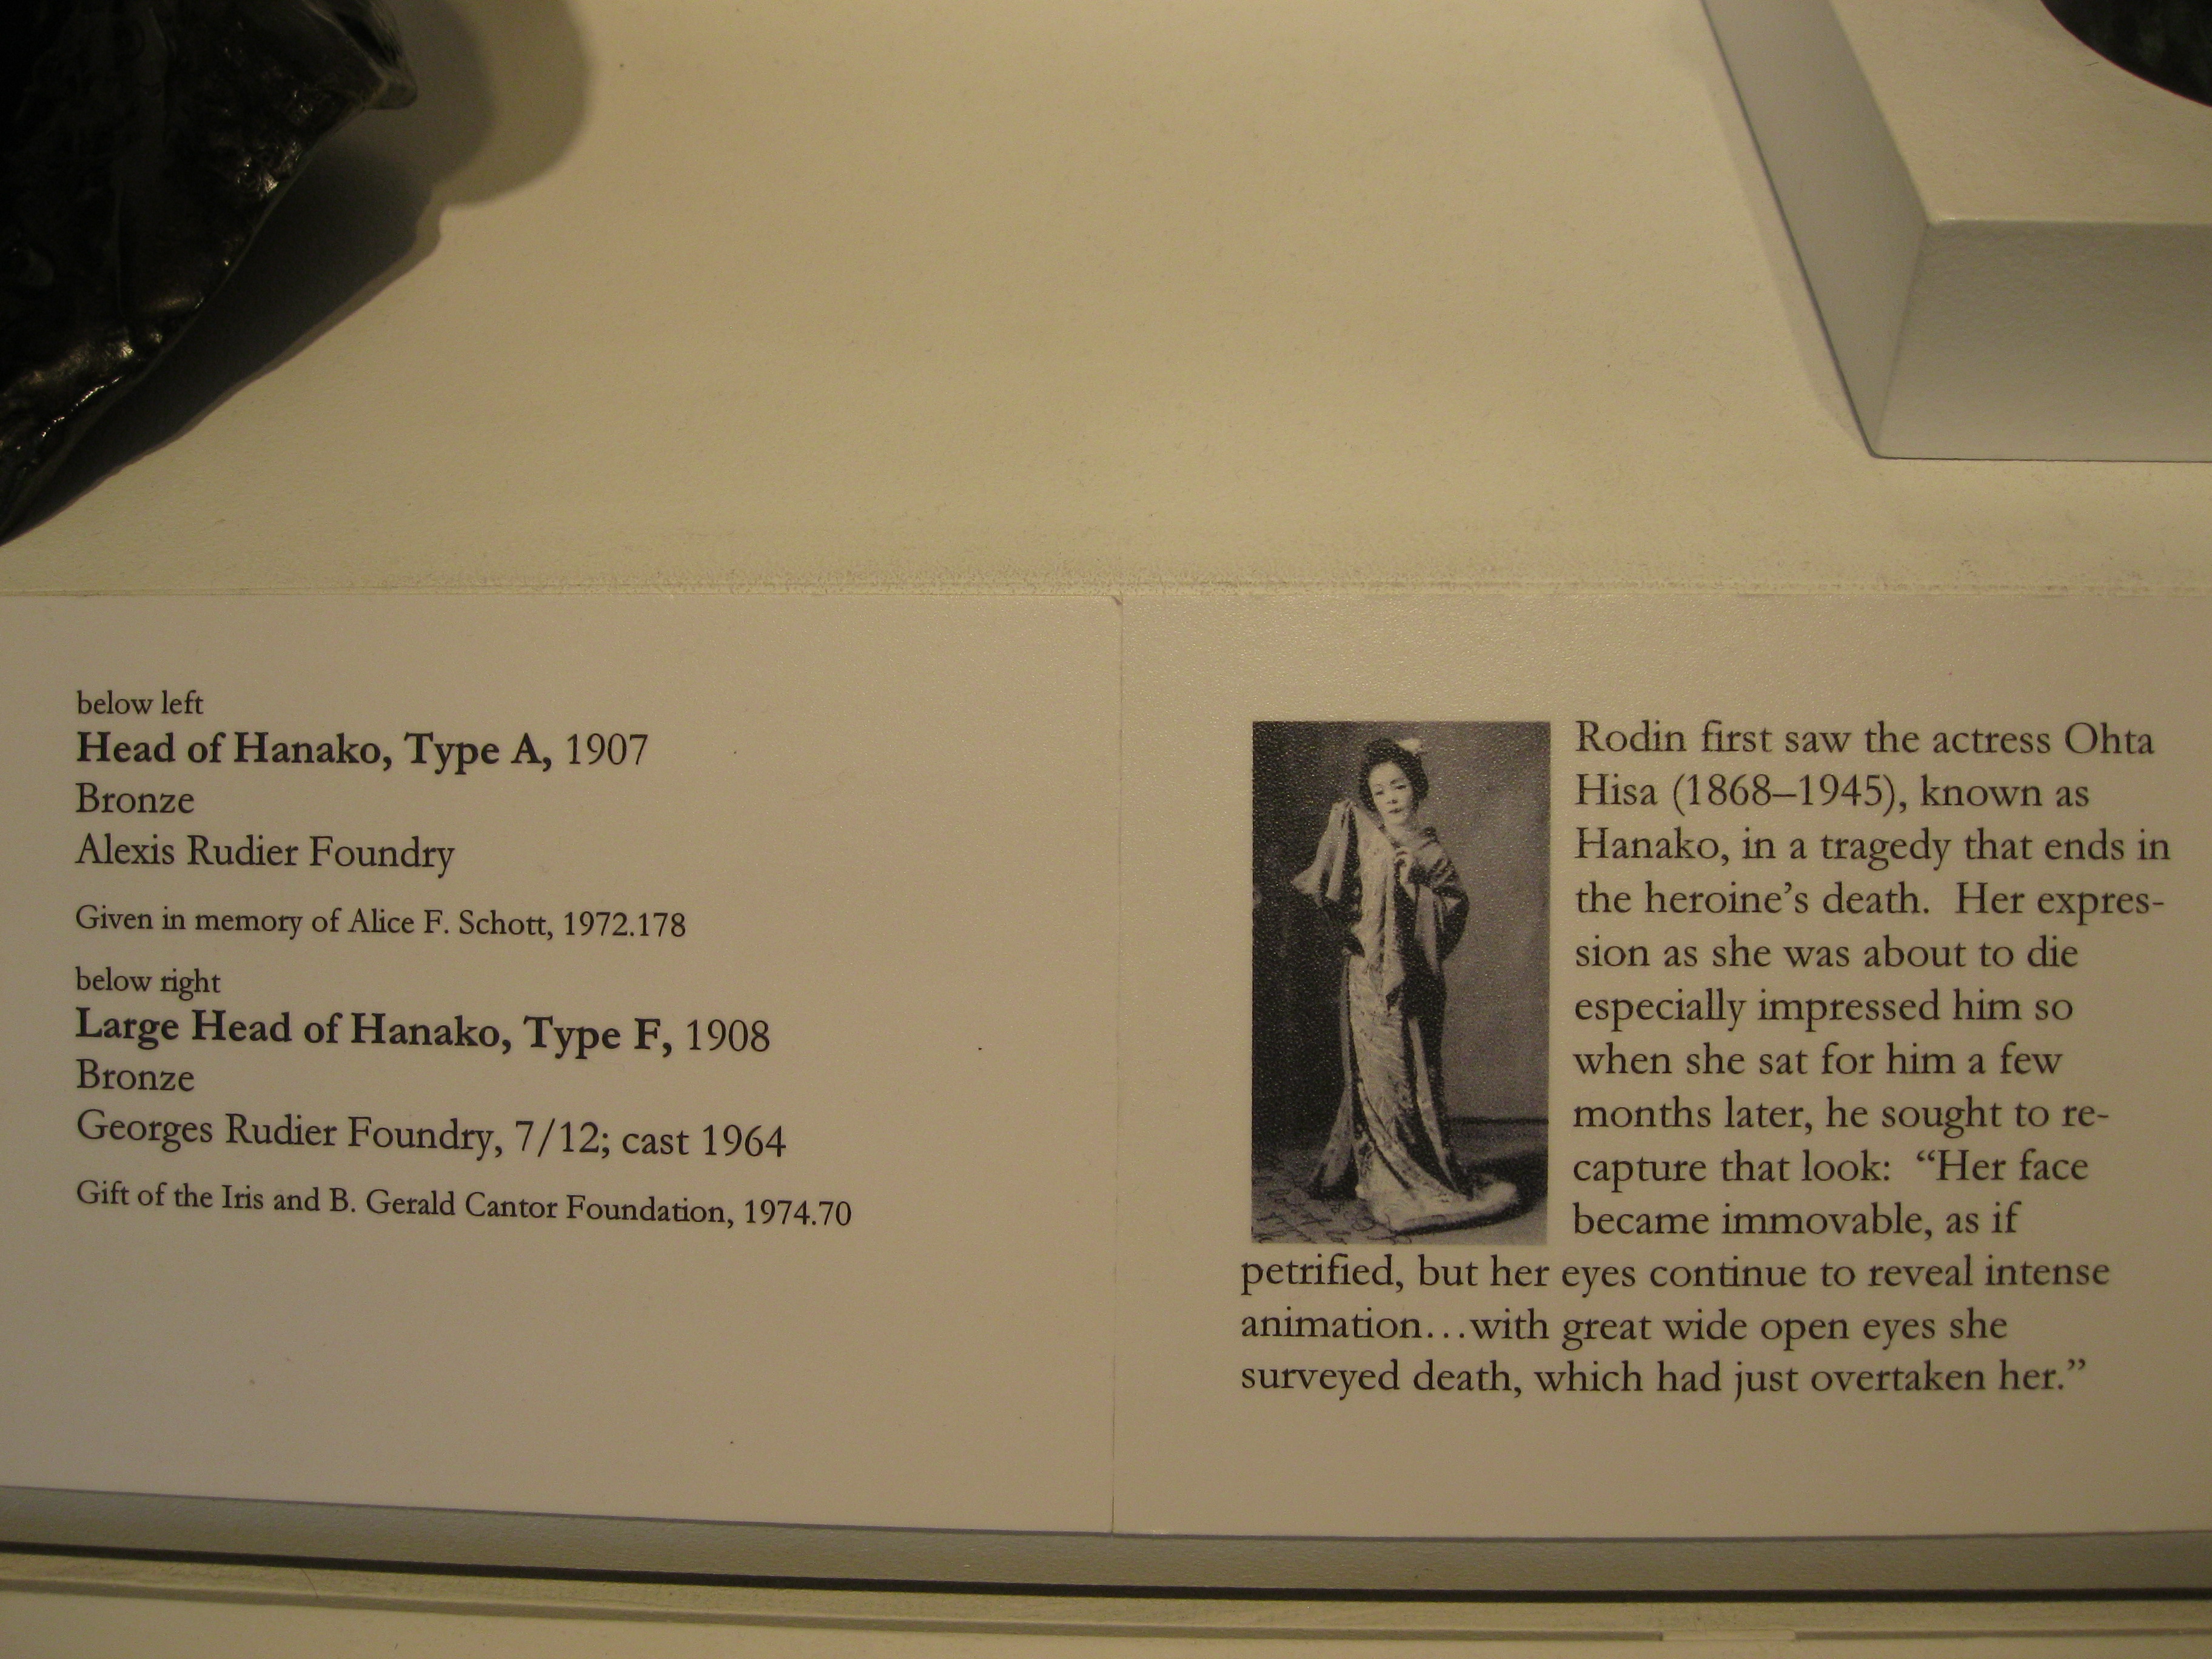 below left
Head of Hanako, Type A, 1907
Bronze
Alexis Rudier Foundry
Given in memory of Alice F. Schott, 1972.178
below right
Large Head of Hanako, Type F, 1908
Bronze
Georges Rudier Foundry, 7/12; cast 1964
Gift of the Iris and B. Gerald Cantor Foundation, 1974.70
Rodin first saw the actress Ohta
Hisa (1868–1945), known as
Hanako, in a tragedy that ends in
the heroine’s death.  Her expres-
sion as she was about to die
especially impressed him so
when she sat for him a few
months later, he sought to re-
capture that look:  “Her face
became immovable, as if
petrified, but her eyes continue to reveal intense
animation…with great wide open eyes she
surveyed death, which had just overtaken her.”